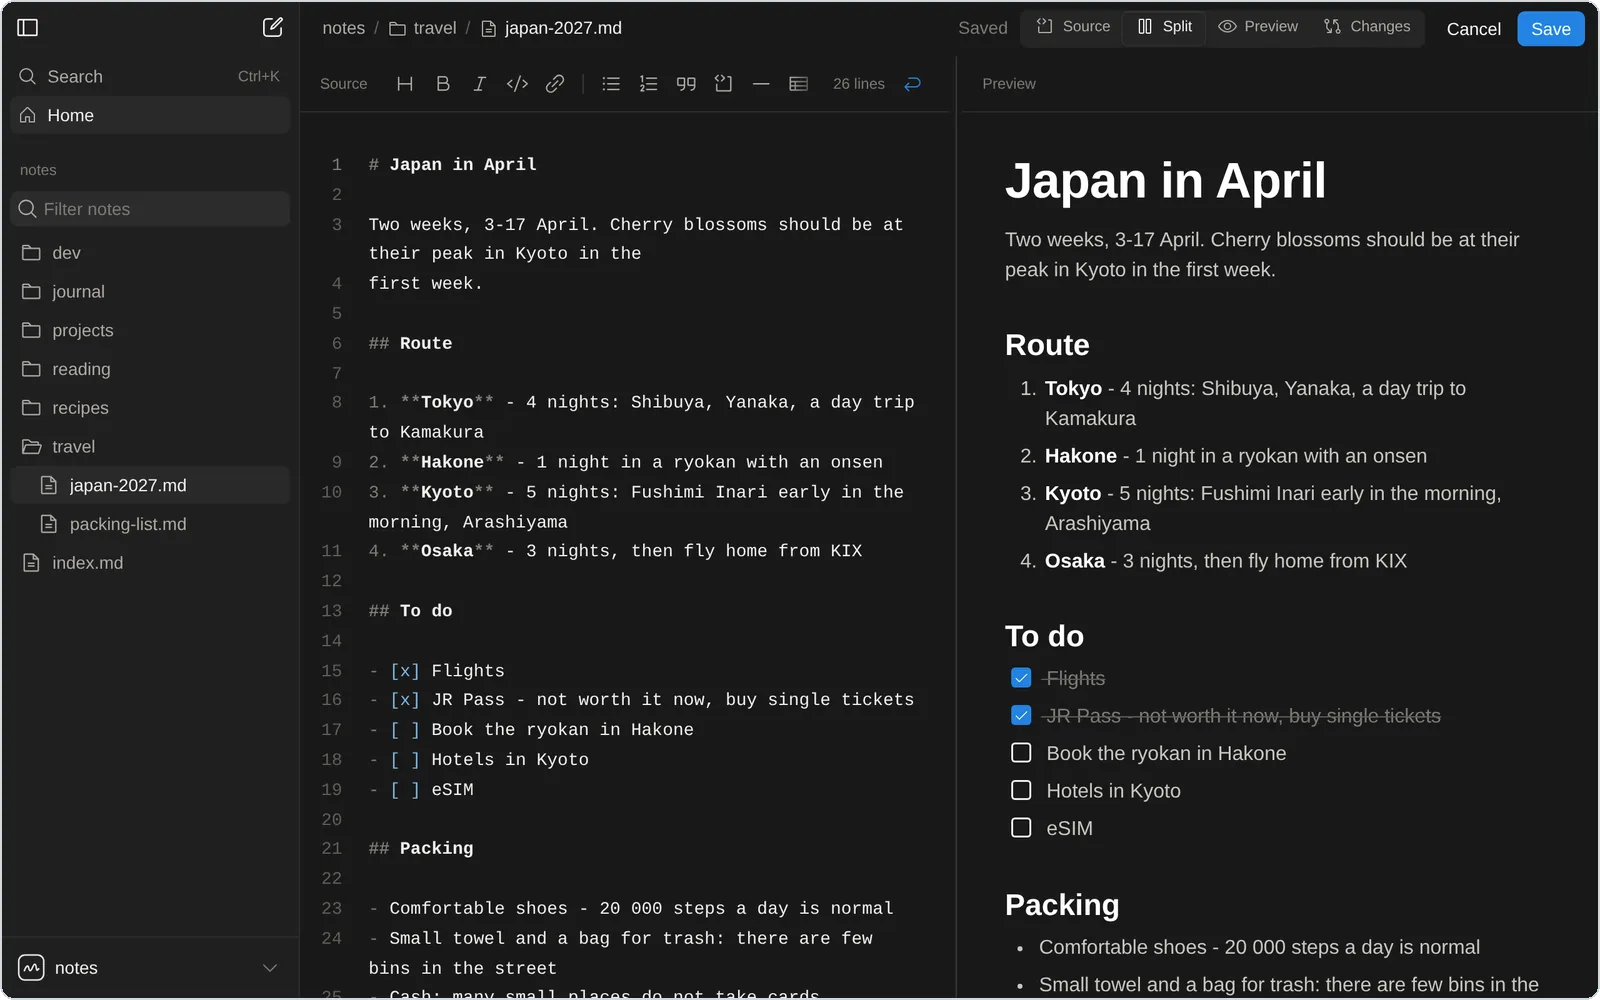 notes / travel / japan-2027.md
Saved
Source
Split
Preview
Changes
Cancel
Save
Search Ctrl+K
Home
notes
Filter notes
dev
journal
projects
reading
recipes
travel
japan-2027.md
packing-list.md
index.md
notes
Source
26 lines
1 # Japan in April
2
3 Two weeks, 3-17 April. Cherry blossoms should be at
their peak in Kyoto in the
4 first week.
5
6 ## Route
7
8 1. **Tokyo** - 4 nights: Shibuya, Yanaka, a day trip
to Kamakura
9 2. **Hakone** - 1 night in a ryokan with an onsen
10 3. **Kyoto** - 5 nights: Fushimi Inari early in the
morning, Arashiyama
11 4. **Osaka** - 3 nights, then fly home from KIX
12
13 ## To do
14
15 - [x] Flights
16 - [x] JR Pass - not worth it now, buy single tickets
17 - [ ] Book the ryokan in Hakone
18 - [ ] Hotels in Kyoto
19 - [ ] eSIM
20
21 ## Packing
22
23 - Comfortable shoes - 20 000 steps a day is normal
24 - Small towel and a bag for trash: there are few
bins in the street
25 - Cash: many small places do not take cards
Preview
Japan in April
Two weeks, 3-17 April. Cherry blossoms should be at their
peak in Kyoto in the first week.
Route
1. Tokyo - 4 nights: Shibuya, Yanaka, a day trip to
Kamakura
2. Hakone - 1 night in a ryokan with an onsen
3. Kyoto - 5 nights: Fushimi Inari early in the morning,
Arashiyama
4. Osaka - 3 nights, then fly home from KIX
To do
Flights
JR Pass - not worth it now, buy single tickets
Book the ryokan in Hakone
Hotels in Kyoto
eSIM
Packing
• Comfortable shoes - 20 000 steps a day is normal
• Small towel and a bag for trash: there are few bins in the